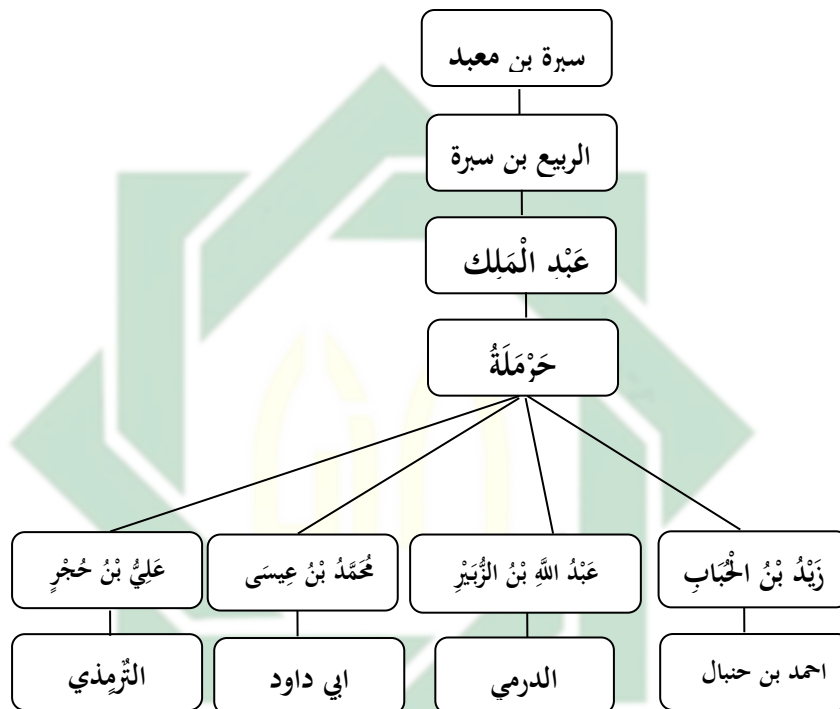 سبرة بن معبد
الربيع بن سبرة
عَبْدِ الْمَلِك
حَرْمَلَةُ
زَيْدُ بْنُ الْحُبَابِ
عَبْدُ اللَّهِ بْنُ الزُّبَيْرِ
مُحَمَّدُ بْنُ عِيسَى
عَلِيُّ بْنُ حُجْرٍ
احمد بن حنبال
الدرمي
ابي داود
التٌرمِذي